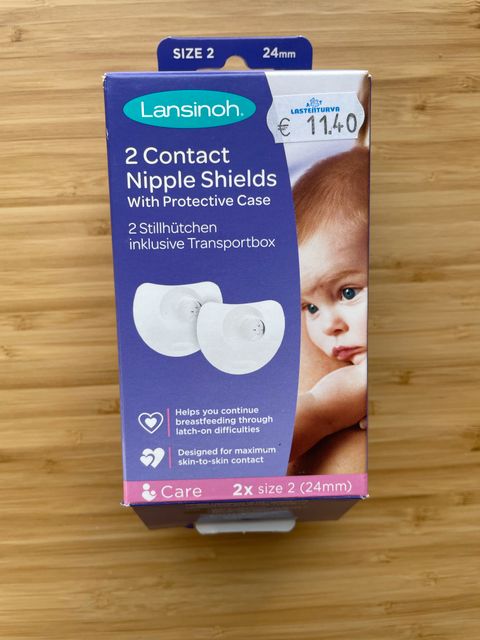 SIZE 2 24mm
Lansinoh®
LASTENTURVA
€ 11.40
2 Contact
Nipple Shields
With Protective Case
2 Stillhütchen
inklusive Transportbox
Helps you continue
breastfeeding through
latch-on difficulties
Designed for maximum
skin-to-skin contact
Care 2x size 2 (24mm)